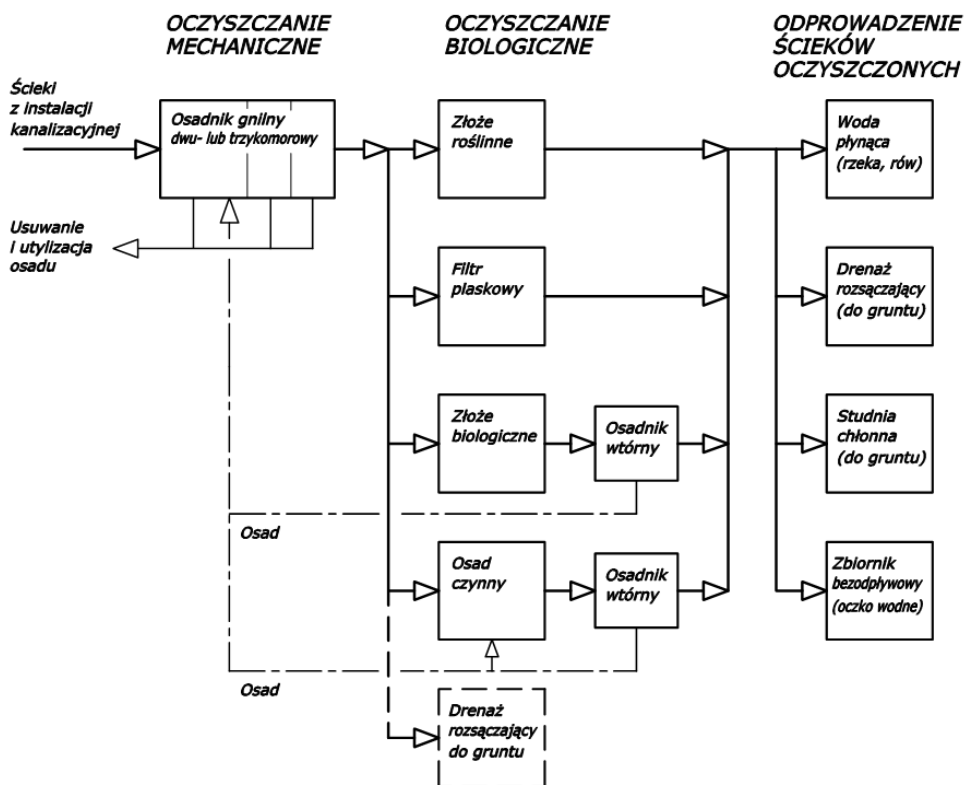 OCZYSZCZANIE
MECHANICZNE
OCZYSZCZANIE
BIOLOGICZNE
ODPROWADZENIE
ŚCIEKÓW
OCZYSZCZONYCH
Ścieki
z instalacji
kanalizacyjnej
Osadnik gnilny
dwu- lub trzykomorowy
Usuwanie
i utylizacja
osadu
Złoże
roślinne
Filtr
plaskowy
Złoże
biologiczne
Osadnik
wtórny
Osad
Osad
czynny
Osadnik
wtórny
Osad
Drenaż
rozsączający
do gruntu
Woda
płynąca
(rzeka, rów)
Drenaż
rozsączający
(do gruntu)
Studnia
chłonna
(do gruntu)
Zbiornik
bezodpływowy
(oczko wodne)